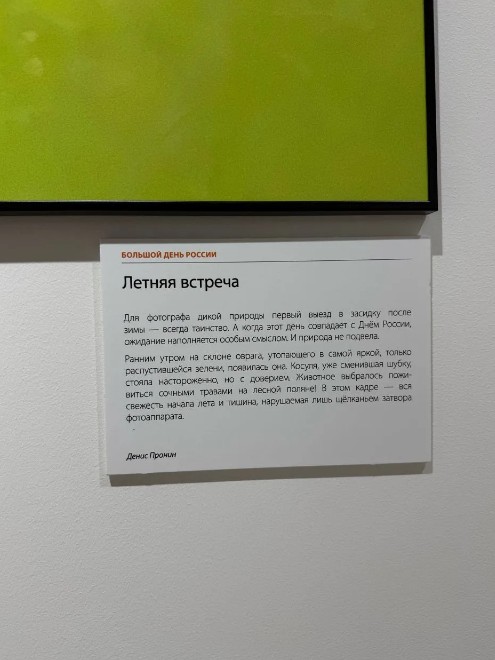 БОЛЬШОЙ ДЕНЬ РОССИИ
Летняя встреча
Для фотографа дикой природы первый выезд в засидку после
зимы — всегда таинство. А когда этот день совпадает с Днём России,
ожидание наполняется особым смыслом. И природа не подвела.
Ранним утром на склоне оврага, утопающего в самой яркой, только
распустившейся зелени, появилась она. Косуля, уже сменившая шубку,
стояла настороженно, но с доверием. Животное выбралось пожи-
виться сочными травами на лесной поляне! В этом кадре — вся
свежесть начала лета и тишина, нарушаемая лишь щёлканьем затвора
фотоаппарата.
Денис Пронин